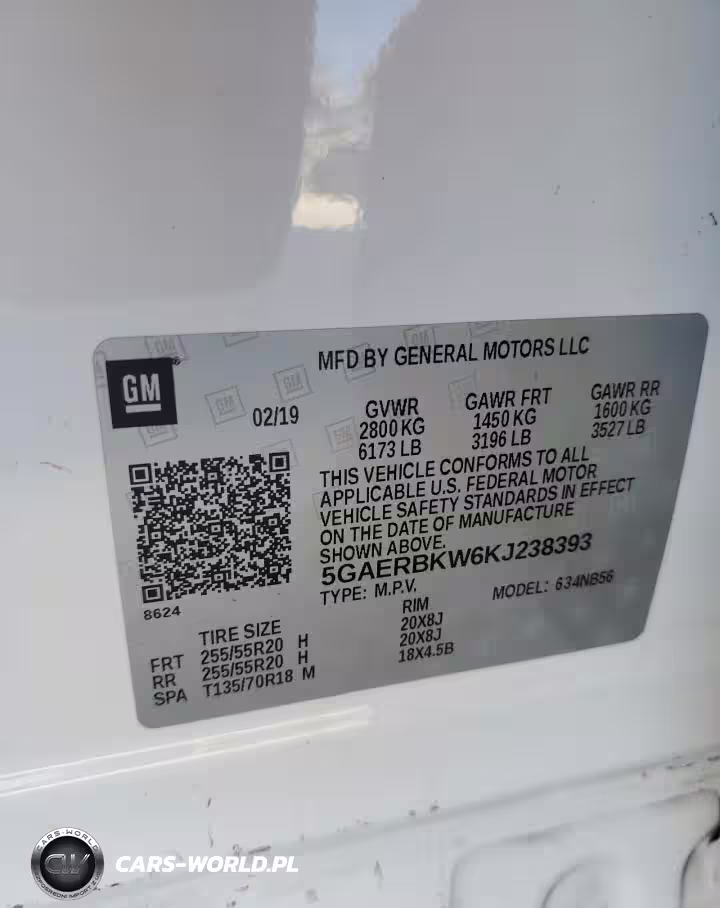 GM
MFD BY GENERAL MOTORS LLC
02/19
GVWR
2800 KG
6173 LB
GAWR FRT
1450 KG
3196 LB
GAWR RR
1600 KG
3527 LB
THIS VEHICLE CONFORMS TO ALL
APPLICABLE U.S. FEDERAL MOTOR
VEHICLE SAFETY STANDARDS IN EFFECT
ON THE DATE OF MANUFACTURE
SHOWN ABOVE.
5GAERBKW6KJ238393
TYPE: M.P.V. MODEL: 634NB56
8624
TIRE SIZE RIM
FRT 255/55R20 H 20X8J
RR 255/55R20 H 20X8J
SPA T135/70R18 M 18X4.5B
CARS-WORLD
CW
CARS-WORLD.PL